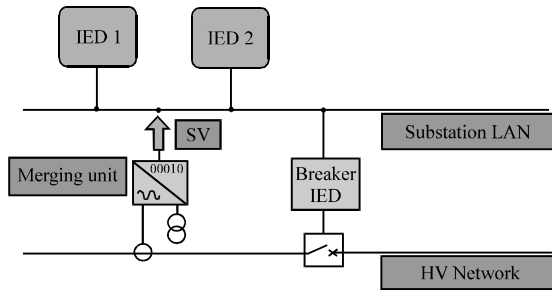 IED 1
IED 2
SV
Substation LAN
Merging unit
00010
Breaker
IED
HV Network